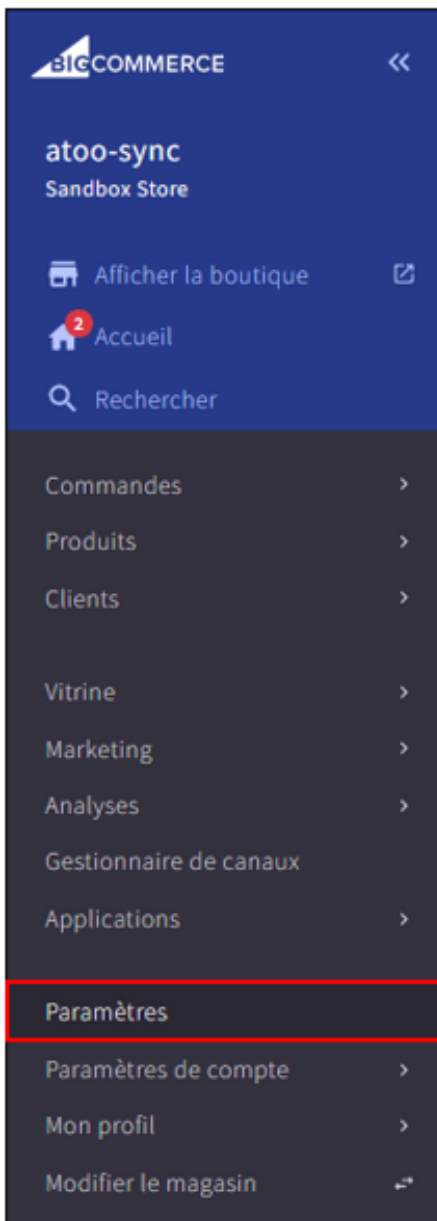 BIGCOMMERCE
atoo-sync
Sandbox Store
Afficher la boutique
2
Accueil
Rechercher
Commandes
Produits
Clients
Vitrine
Marketing
Analyses
Gestionnaire de canaux
Applications
Paramètres
Paramètres de compte
Mon profil
Modifier le magasin